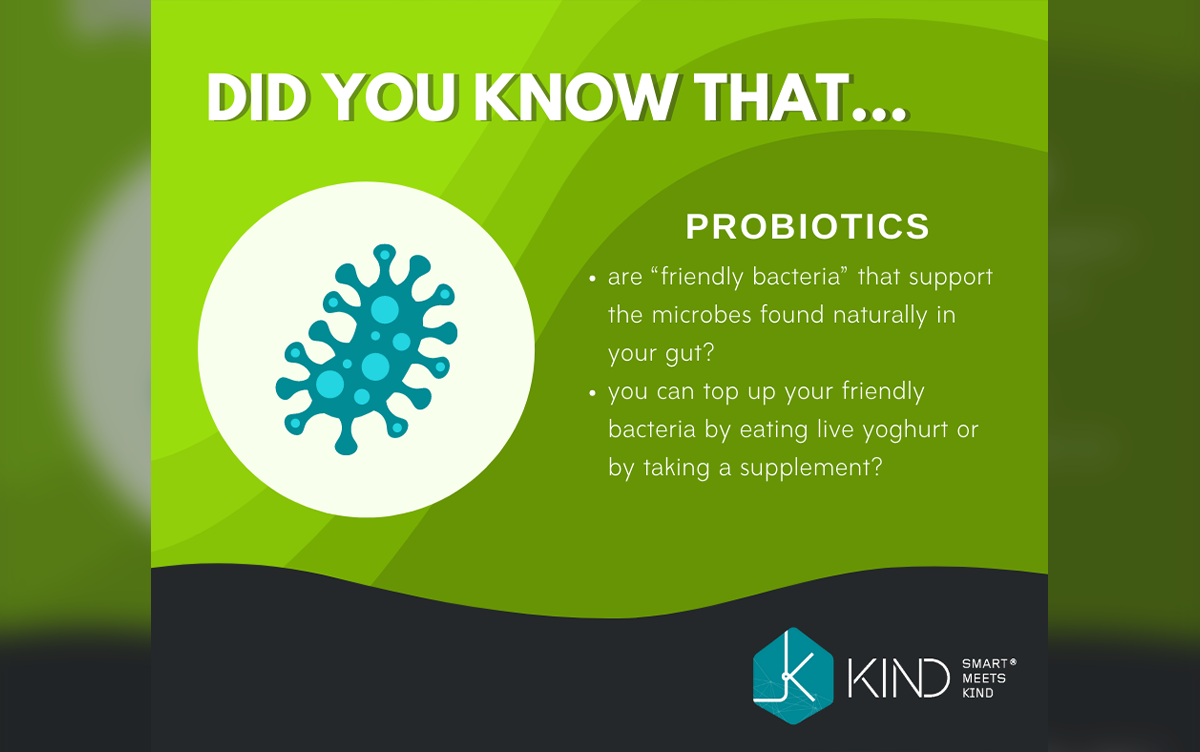 DID YOU KNOW THAT...
PROBIOTICS
• are “friendly bacteria” that support
the microbes found naturally in
your gut?
• you can top up your friendly
bacteria by eating live yoghurt or
by taking a supplement?
KIND
SMART®
MEETS
KIND